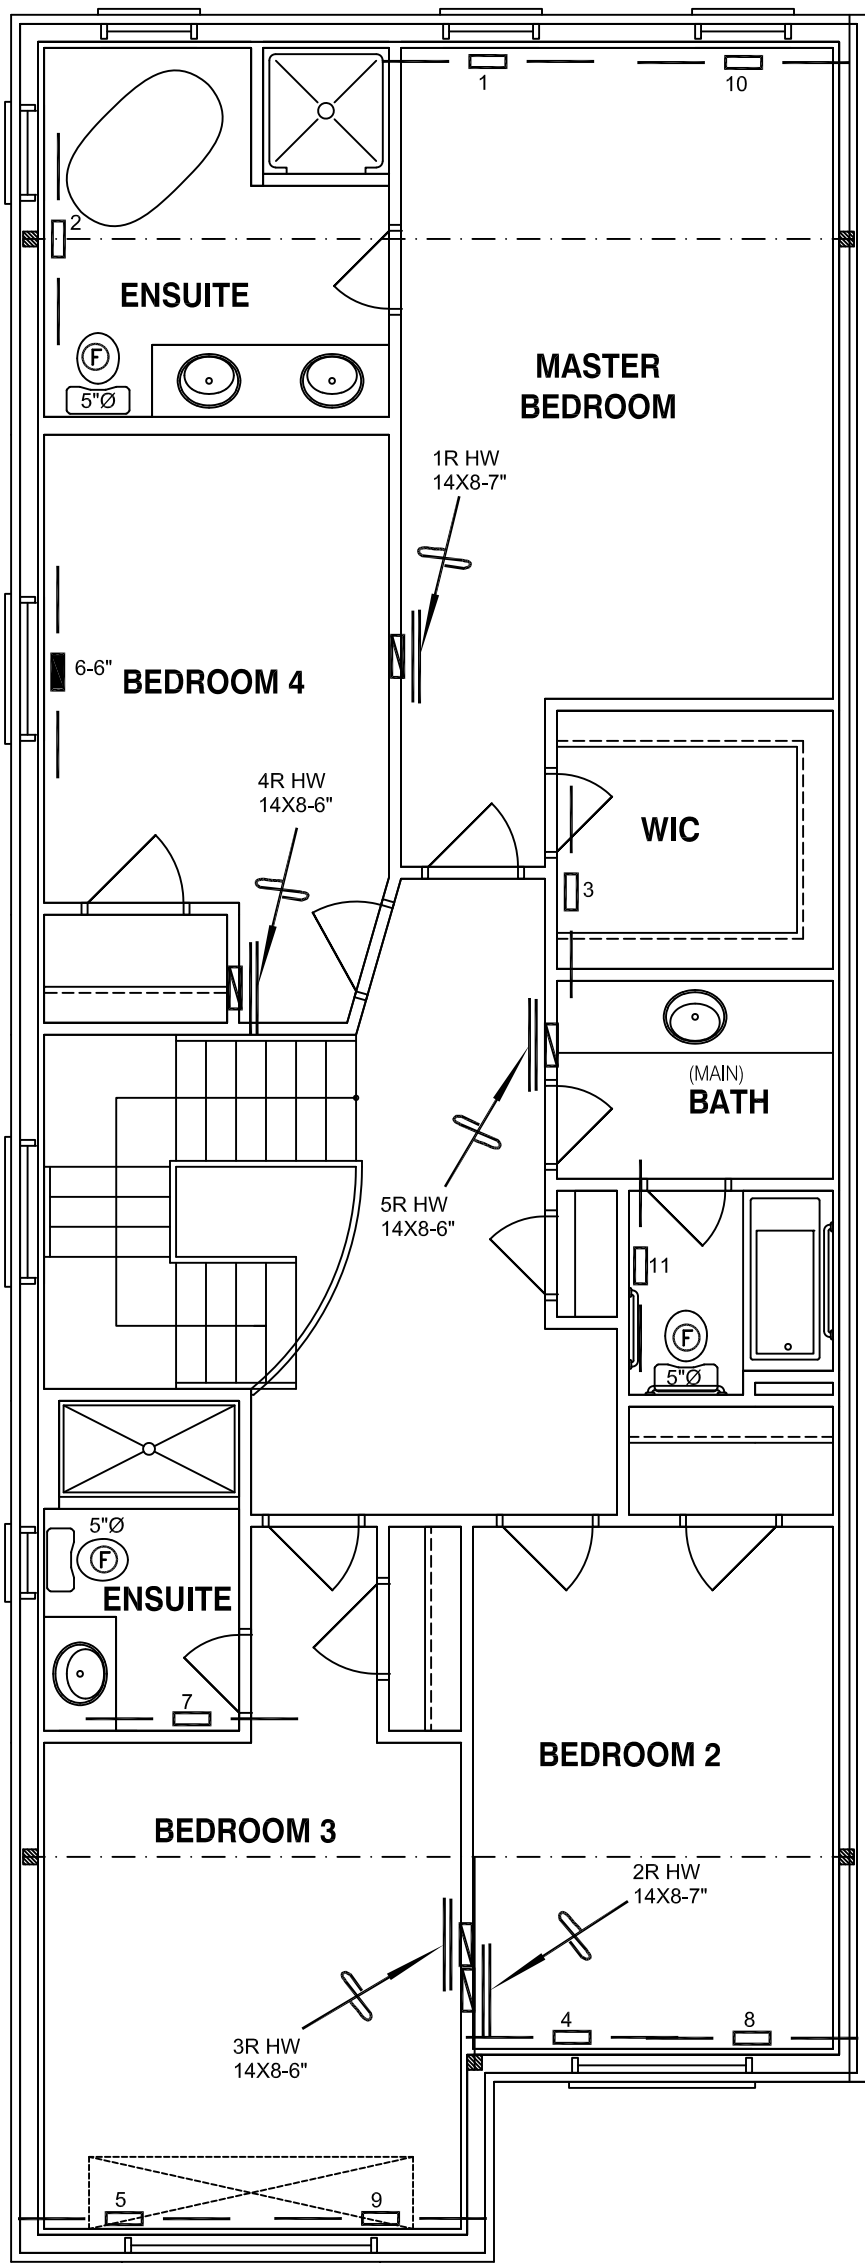 1
10
2
ENSUITE
F
5"Ø
MASTER
BEDROOM
1R HW
14X8-7"
6-6"
BEDROOM 4
4R HW
14X8-6"
WIC
3
(MAIN)
BATH
5R HW
14X8-6"
11
F
5"Ø
5"Ø
F
ENSUITE
7
BEDROOM 2
BEDROOM 3
2R HW
14X8-7"
3R HW
14X8-6"
4
8
5
9